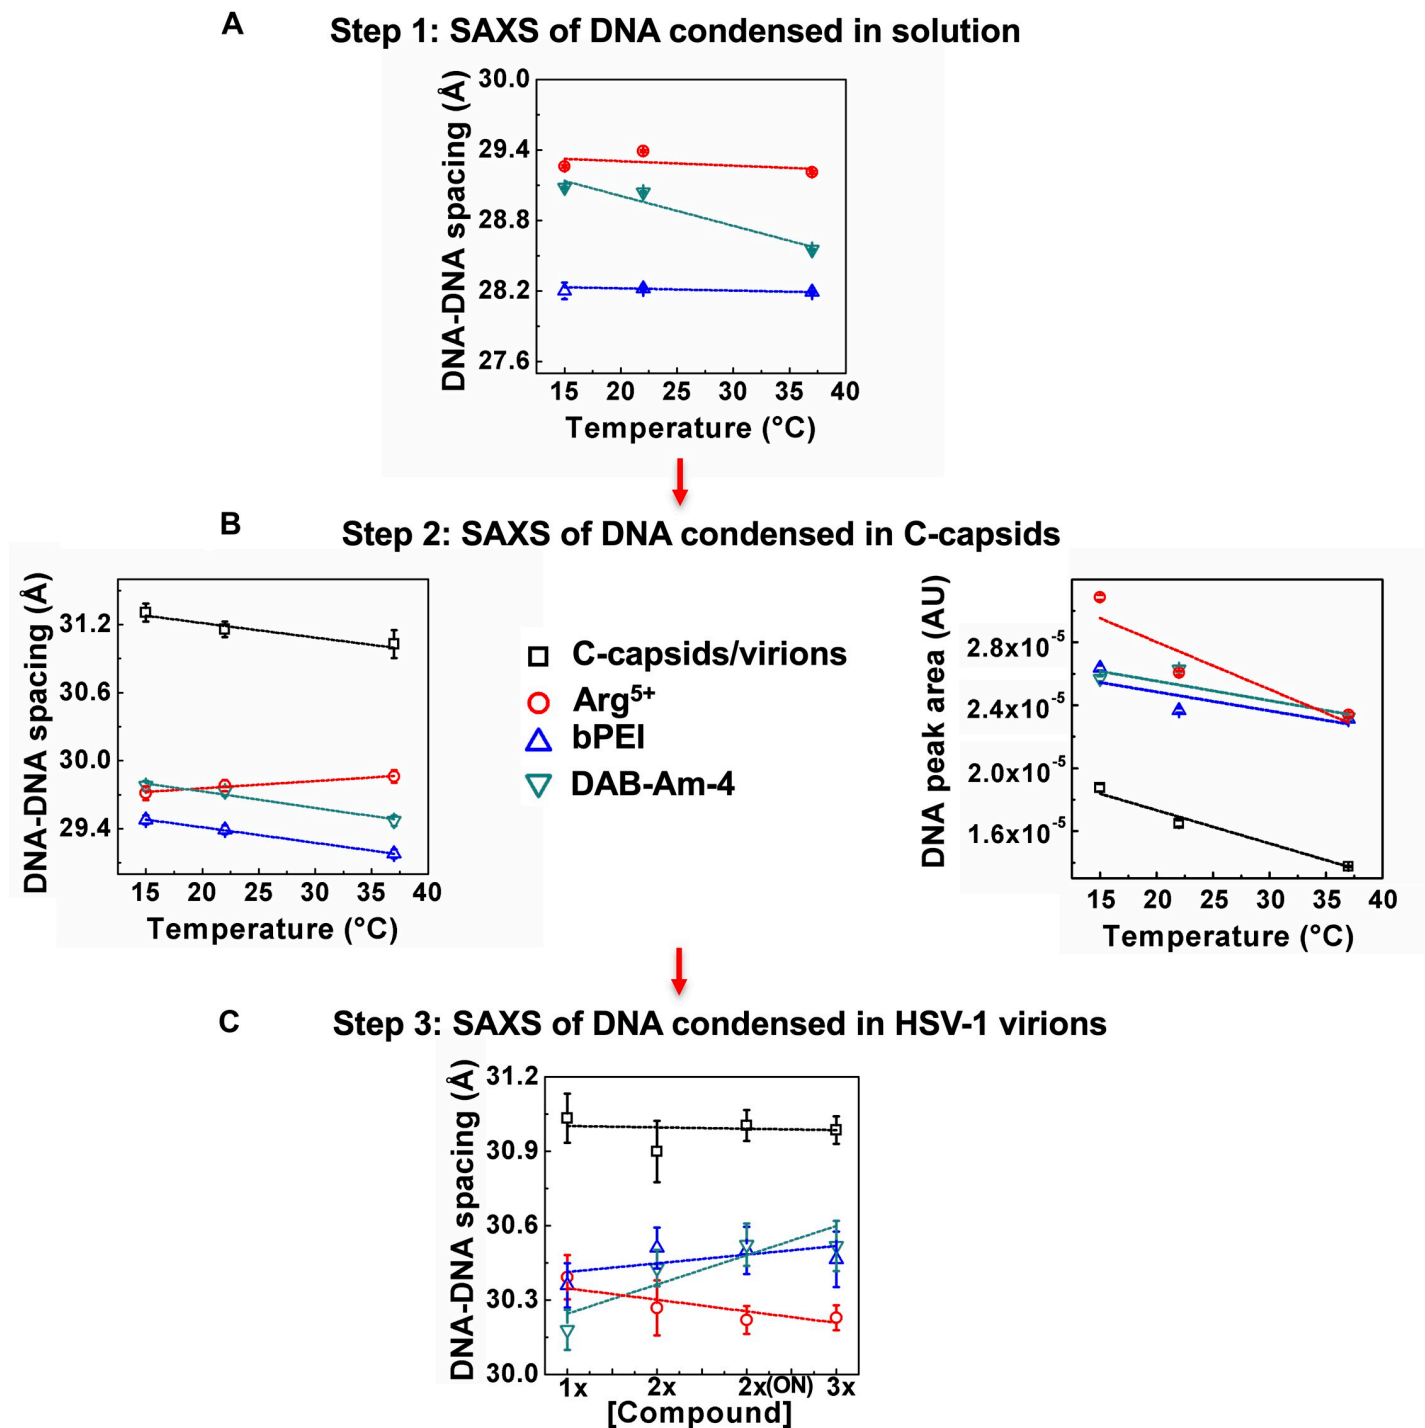 A
Step 1: SAXS of DNA condensed in solution
DNA-DNA spacing (Å)
30.0
29.4
28.8
28.2
27.6
15 20 25 30 35 40
Temperature (°C)
B
Step 2: SAXS of DNA condensed in C-capsids
DNA-DNA spacing (Å)
31.2
30.6
30.0
29.4
15 20 25 30 35 40
Temperature (°C)
C-capsids/virions
Arg⁵⁺
bPEI
DAB-Am-4
DNA peak area (AU)
2.8x10⁻⁵
2.4x10⁻⁵
2.0x10⁻⁵
1.6x10⁻⁵
15 20 25 30 35 40
Temperature (°C)
C
Step 3: SAXS of DNA condensed in HSV-1 virions
DNA-DNA spacing (Å)
31.2
30.9
30.6
30.3
30.0
1x 2x 2x(ON) 3x
[Compound]